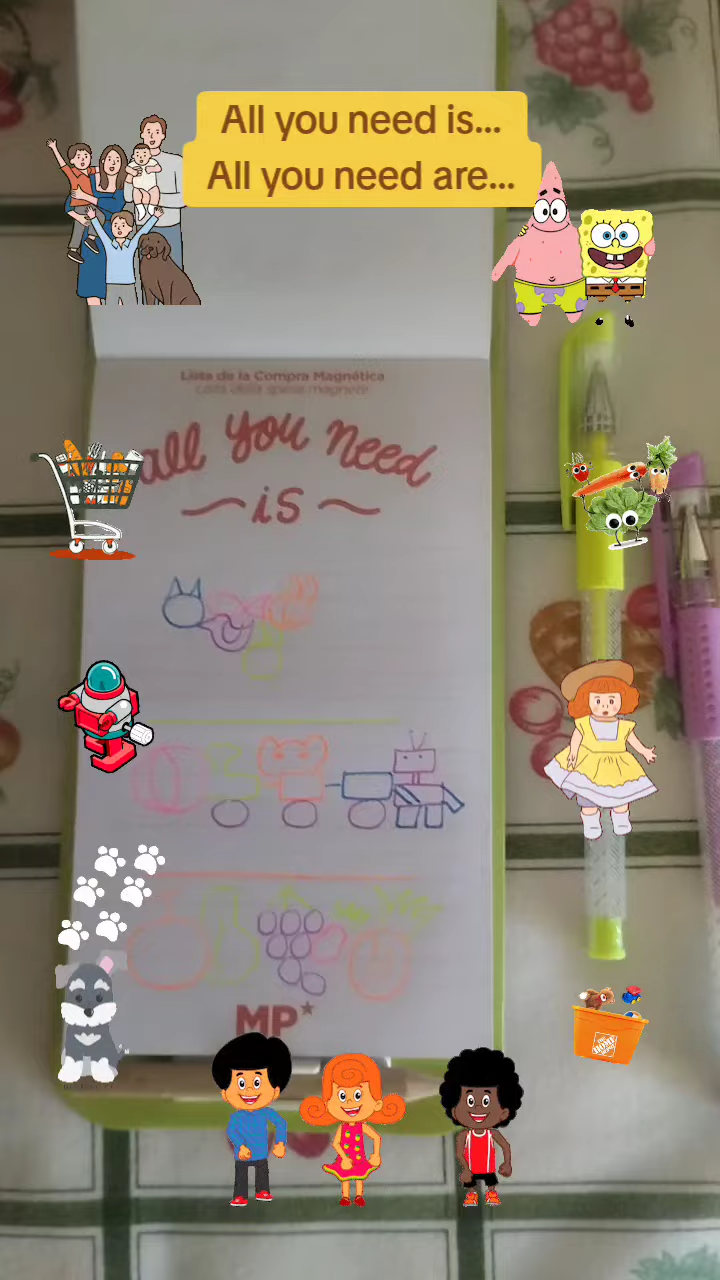 All you need is...
All you need are...
Lista de la Compra Magnética
Lista della spesa magnete
all you need
is
MP*